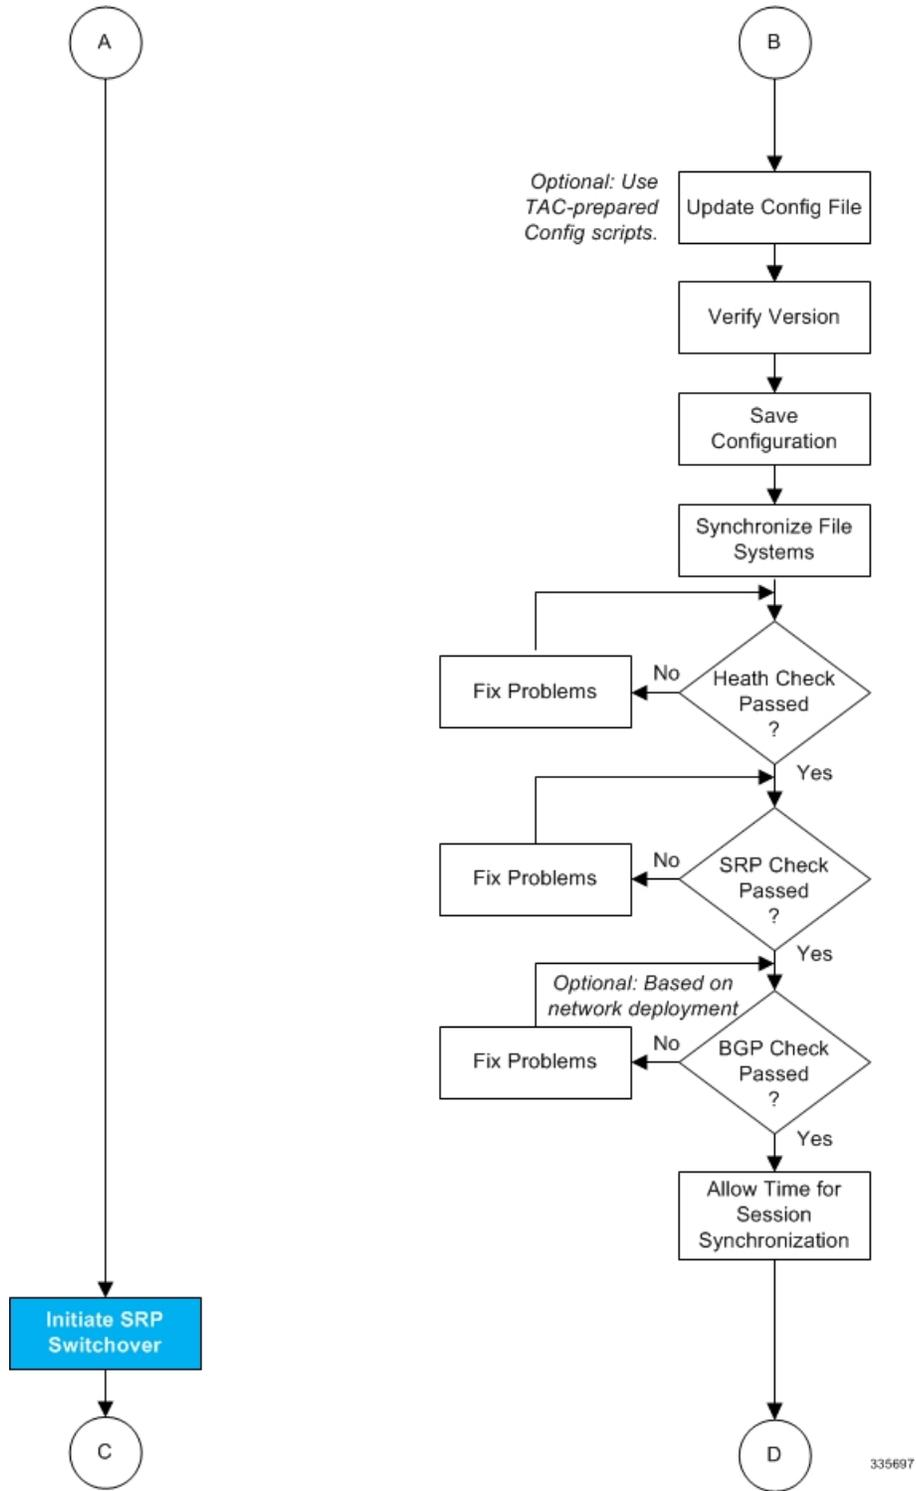 A
B
Optional: Use
TAC-prepared
Config scripts.
Update Config File
Verify Version
Save
Configuration
Synchronize File
Systems
Fix Problems
No
Heath Check
Passed
?
Yes
Fix Problems
No
SRP Check
Passed
?
Yes
Optional: Based on
network deployment
Fix Problems
No
BGP Check
Passed
?
Yes
Allow Time for
Session
Synchronization
Initiate SRP
Switchover
C
D
335697